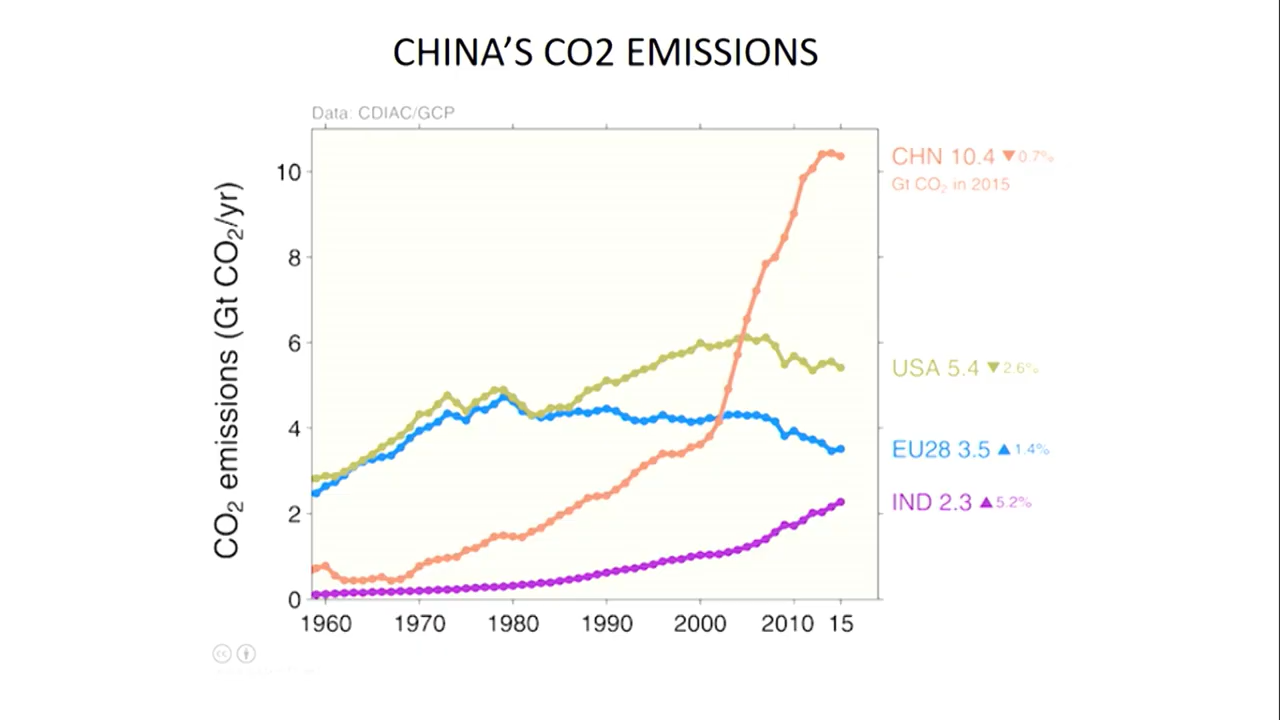 CHINA’S CO2 EMISSIONS
Data: CDIAC/GCP
CO₂ emissions (Gt CO₂/yr)
10
8
6
4
2
0
1960 1970 1980 1990 2000 2010 15
CHN 10.4 ▼0.7%
Gt CO₂ in 2015
USA 5.4 ▼2.6%
EU28 3.5 ▲1.4%
IND 2.3 ▲5.2%
cc